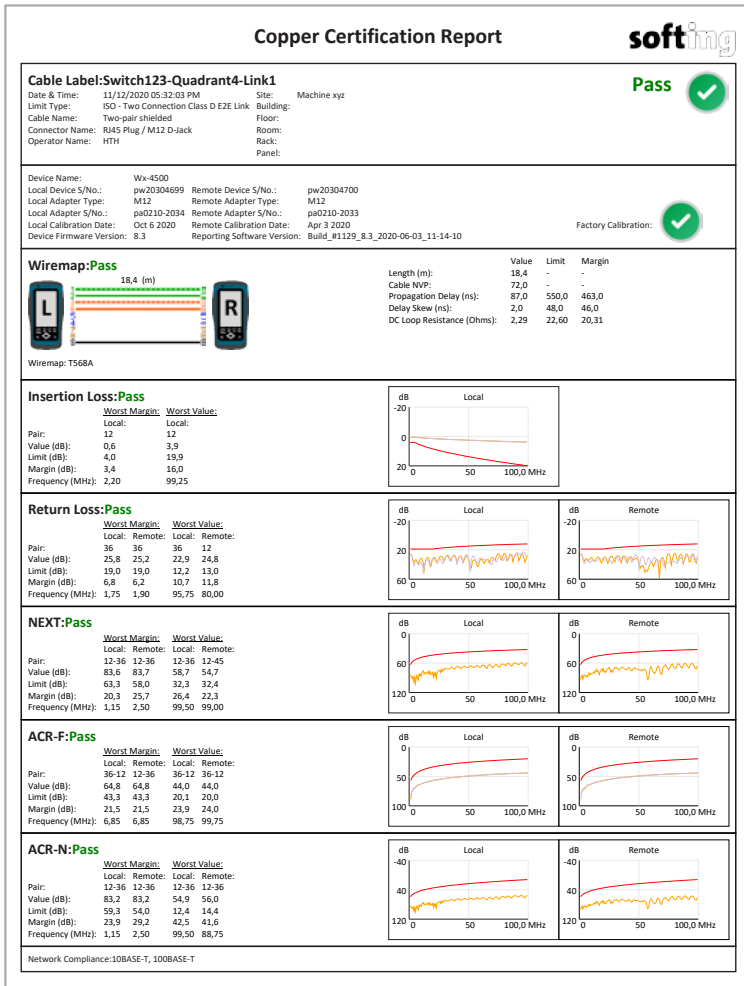 Copper Certification Report
softing
Cable Label:Switch123-Quadrant4-Link1
Pass
Date & Time: 11/12/2020 05:32:03 PM Site: Machine xyz
Limit Type: ISO - Two Connection Class D E2E Link Building:
Cable Name: Two-pair shielded Floor:
Connector Name: RJ45 Plug / M12 D-Jack Room:
Operator Name: HTH Rack:
Panel:
Device Name: Wx-4500
Local Device S/No.: pw20304699 Remote Device S/No.: pw20304700
Local Adapter Type: M12 Remote Adapter Type: M12
Local Adapter S/No.: pa0210-2034 Remote Adapter S/No.: pa0210-2033
Local Calibration Date: Oct 6 2020 Remote Calibration Date: Apr 3 2020 Factory Calibration:
Device Firmware Version: 8.3 Reporting Software Version: Build_#1129_8.3_2020-06-03_11-14-10
Wiremap:Pass
18,4 (m)
L R
Wiremap: T568A
Value Limit Margin
Length (m): 18,4 - -
Cable NVP: 72,0 - -
Propagation Delay (ns): 87,0 550,0 463,0
Delay Skew (ns): 2,0 48,0 46,0
DC Loop Resistance (Ohms): 2,29 22,60 20,31
Insertion Loss:Pass
Worst Margin: Worst Value:
Local: Local:
Pair: 12 12
Value (dB): 0,6 3,9
Limit (dB): 4,0 19,9
Margin (dB): 3,4 16,0
Frequency (MHz): 2,20 99,25
dB Local
-20
0
20
0 50 100,0 MHz
Return Loss:Pass
Worst Margin: Worst Value:
Local: Remote: Local: Remote:
Pair: 36 36 36 12
Value (dB): 25,8 25,2 22,9 24,8
Limit (dB): 19,0 19,0 12,2 13,0
Margin (dB): 6,8 6,2 10,7 11,8
Frequency (MHz): 1,75 1,90 95,75 80,00
dB Local
-20
20
60
0 50 100,0 MHz
dB Remote
-20
20
60
0 50 100,0 MHz
NEXT:Pass
Worst Margin: Worst Value:
Local: Remote: Local: Remote:
Pair: 12-36 12-36 12-36 12-45
Value (dB): 83,6 83,7 58,7 54,7
Limit (dB): 63,3 58,0 32,3 32,4
Margin (dB): 20,3 25,7 26,4 22,3
Frequency (MHz): 1,15 2,50 99,50 99,00
dB Local
0
60
120
0 50 100,0 MHz
dB Remote
0
60
120
0 50 100,0 MHz
ACR-F:Pass
Worst Margin: Worst Value:
Local: Remote: Local: Remote:
Pair: 36-12 12-36 36-12 36-12
Value (dB): 64,8 64,8 44,0 44,0
Limit (dB): 43,3 43,3 20,1 20,0
Margin (dB): 21,5 21,5 23,9 24,0
Frequency (MHz): 6,85 6,85 98,75 99,75
dB Local
0
50
100
0 50 100,0 MHz
dB Remote
0
50
100
0 50 100,0 MHz
ACR-N:Pass
Worst Margin: Worst Value:
Local: Remote: Local: Remote:
Pair: 12-36 12-36 12-36 12-36
Value (dB): 83,2 83,2 54,9 56,0
Limit (dB): 59,3 54,0 12,4 14,4
Margin (dB): 23,9 29,2 42,5 41,6
Frequency (MHz): 1,15 2,50 99,50 88,75
dB Local
-40
40
120
0 50 100,0 MHz
dB Remote
-40
40
120
0 50 100,0 MHz
Network Compliance:10BASE-T, 100BASE-T